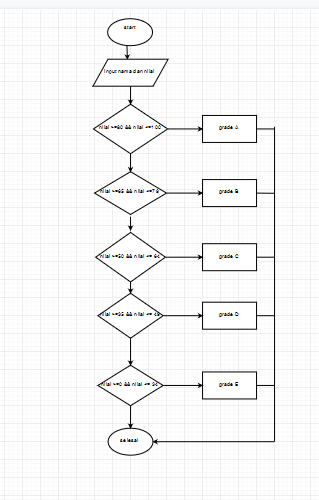 start
input nama dan nilai
nilai >=80 && nilai <=100
grade A
nilai >=65 && nilai <=79
grade B
nilai >=50 && nilai <= 64
grade C
nilai >=35 && nilai <= 49
grade D
nilai >=0 && nilai <= 34
grade E
selesai